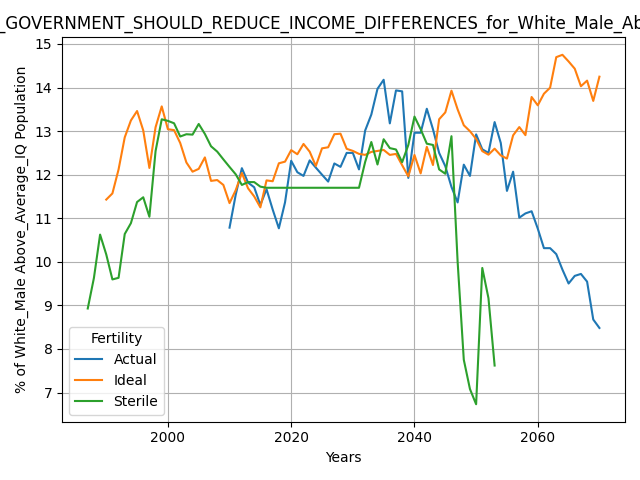 _GOVERNMENT_SHOULD_REDUCE_INCOME_DIFFERENCES_for_White_Male_Ab
15
14
13
12
11
10
9
8
7
% of White_Male Above_Average_IQ Population
Fertility
Actual
Ideal
Sterile
2000
2020
2040
2060
Years